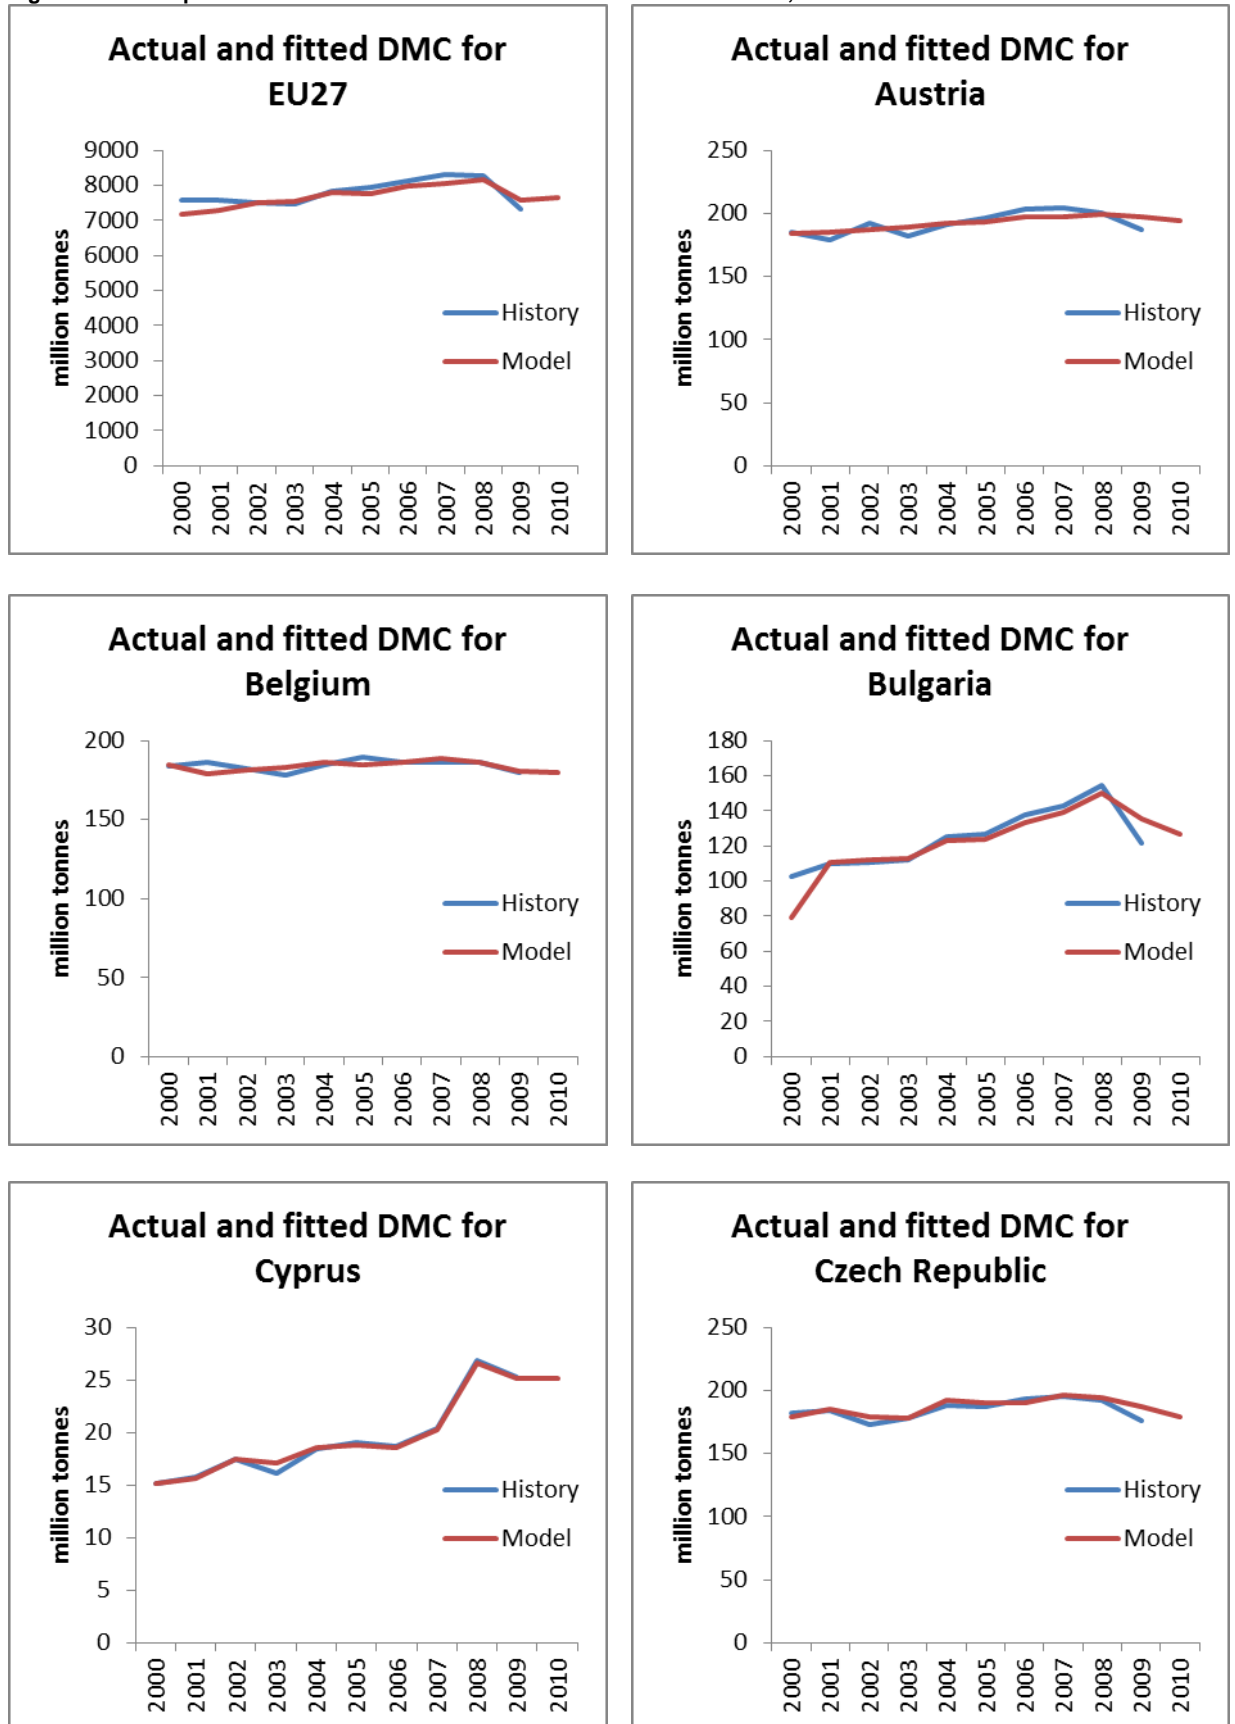 Actual and fitted DMC for
EU27
million tonnes
9000
8000
7000
6000
5000
4000
3000
2000
1000
0
History
Model
2000 2001 2002 2003 2004 2005 2006 2007 2008 2009 2010
Actual and fitted DMC for
Austria
million tonnes
250
200
150
100
50
0
History
Model
2000 2001 2002 2003 2004 2005 2006 2007 2008 2009 2010
Actual and fitted DMC for
Belgium
million tonnes
200
150
100
50
0
History
Model
2000 2001 2002 2003 2004 2005 2006 2007 2008 2009 2010
Actual and fitted DMC for
Bulgaria
million tonnes
180
160
140
120
100
80
60
40
20
0
History
Model
2000 2001 2002 2003 2004 2005 2006 2007 2008 2009 2010
Actual and fitted DMC for
Cyprus
million tonnes
30
25
20
15
10
5
0
History
Model
2000 2001 2002 2003 2004 2005 2006 2007 2008 2009 2010
Actual and fitted DMC for
Czech Republic
million tonnes
250
200
150
100
50
0
History
Model
2000 2001 2002 2003 2004 2005 2006 2007 2008 2009 2010